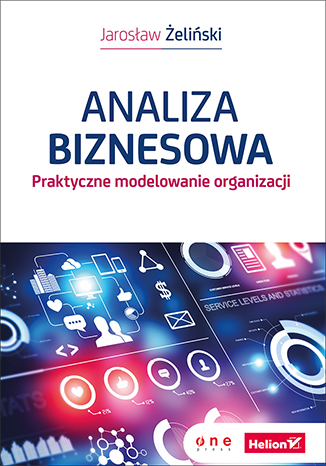 Jarosław Żeliński
ANALIZA
BIZNESOWA
Praktyczne modelowanie organizacji
SERVICE LEVELS AND STATISTICS
one
press
Helion